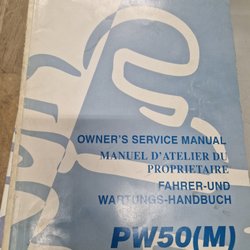 OWNER'S SERVICE MANUAL
MANUEL D'ATELIER DU
PROPRIETAIRE
FAHRER-UND
WARTUNGS-HANDBUCH
PW50(M)